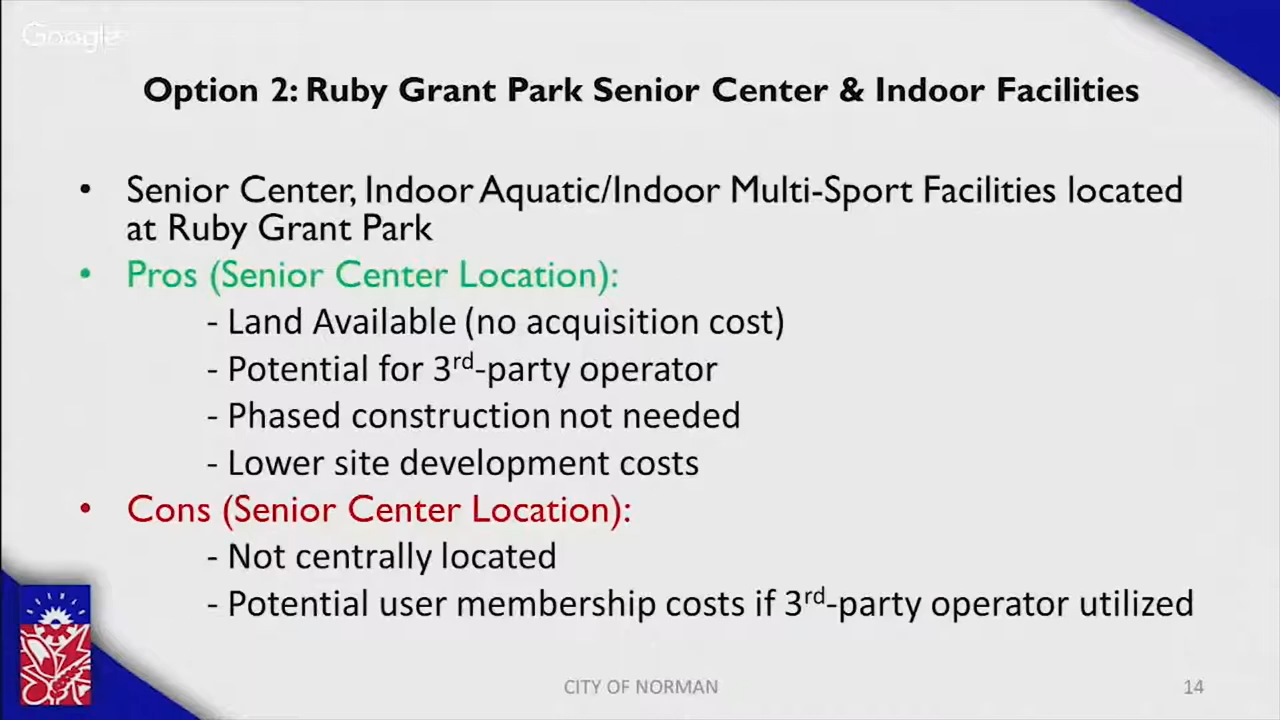 Google
Option 2: Ruby Grant Park Senior Center & Indoor Facilities
• Senior Center, Indoor Aquatic/Indoor Multi-Sport Facilities located
at Ruby Grant Park
• Pros (Senior Center Location):
- Land Available (no acquisition cost)
- Potential for 3rd-party operator
- Phased construction not needed
- Lower site development costs
• Cons (Senior Center Location):
- Not centrally located
- Potential user membership costs if 3rd-party operator utilized
CITY OF NORMAN
14